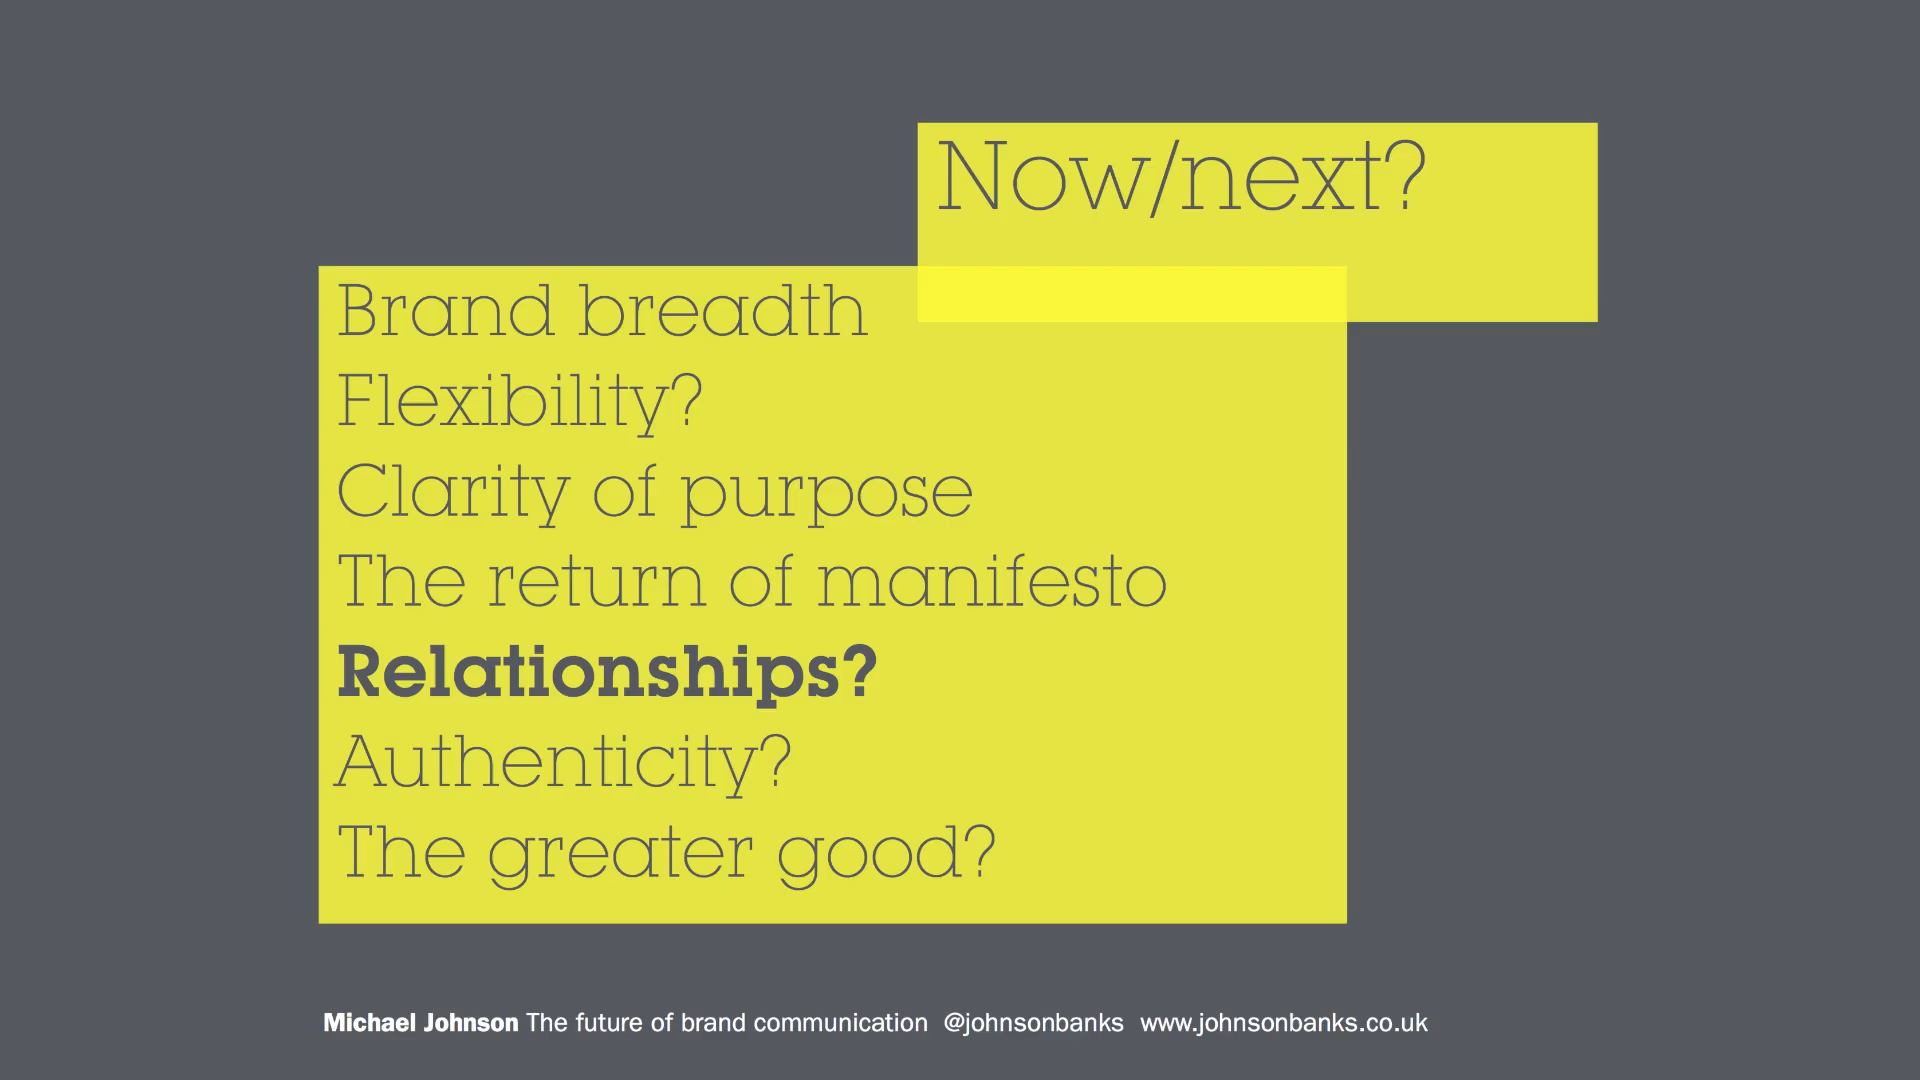 Now/next?
Brand breadth
Flexibility?
Clarity of purpose
The return of manifesto
Relationships?
Authenticity?
The greater good?
Michael Johnson The future of brand communication @johnsonbanks www.johnsonbanks.co.uk